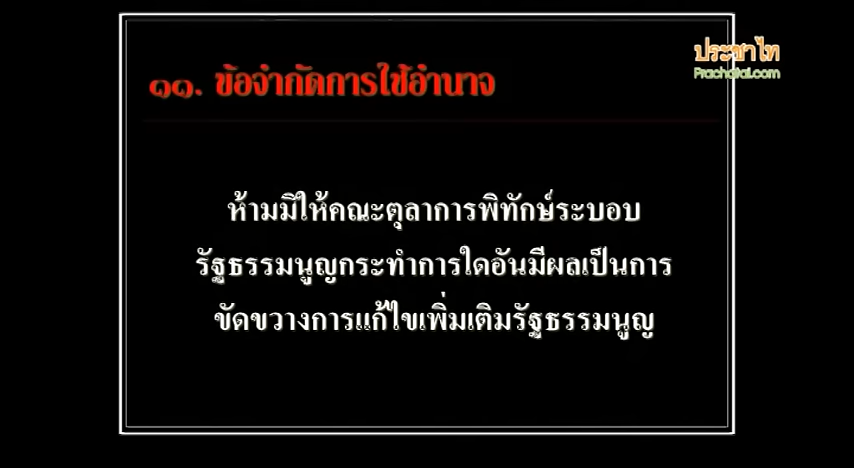 ประชาไท
Prachatai.com
๑๑. ข้อจำกัดการใช้อำนาจ
ห้ามมิให้คณะตุลาการพิทักษ์ระบอบ
รัฐธรรมนูญกระทำการใดอันมีผลเป็นการ
ขัดขวางการแก้ไขเพิ่มเติมรัฐธรรมนูญ